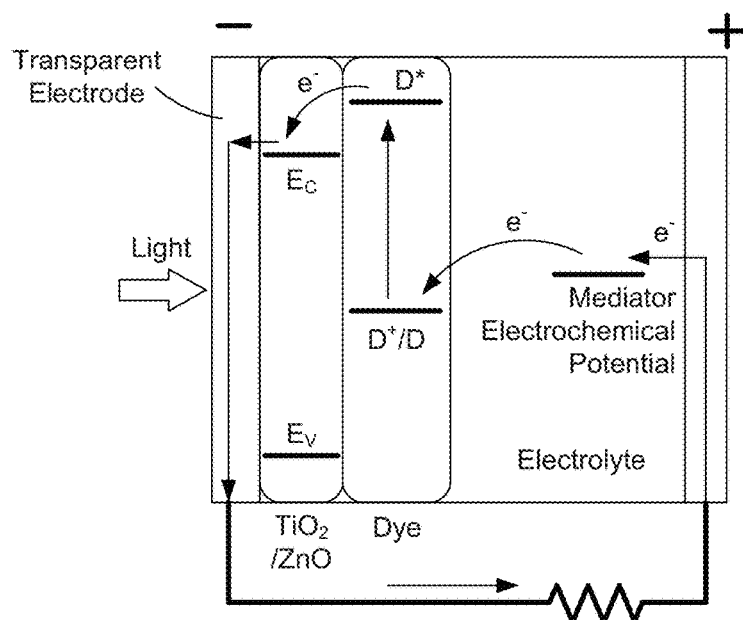 − +
Transparent
Electrode
e-
D*
E_C
Light
e-
e-
Mediator
Electrochemical
Potential
D+/D
E_V
Electrolyte
TiO₂
/ZnO
Dye